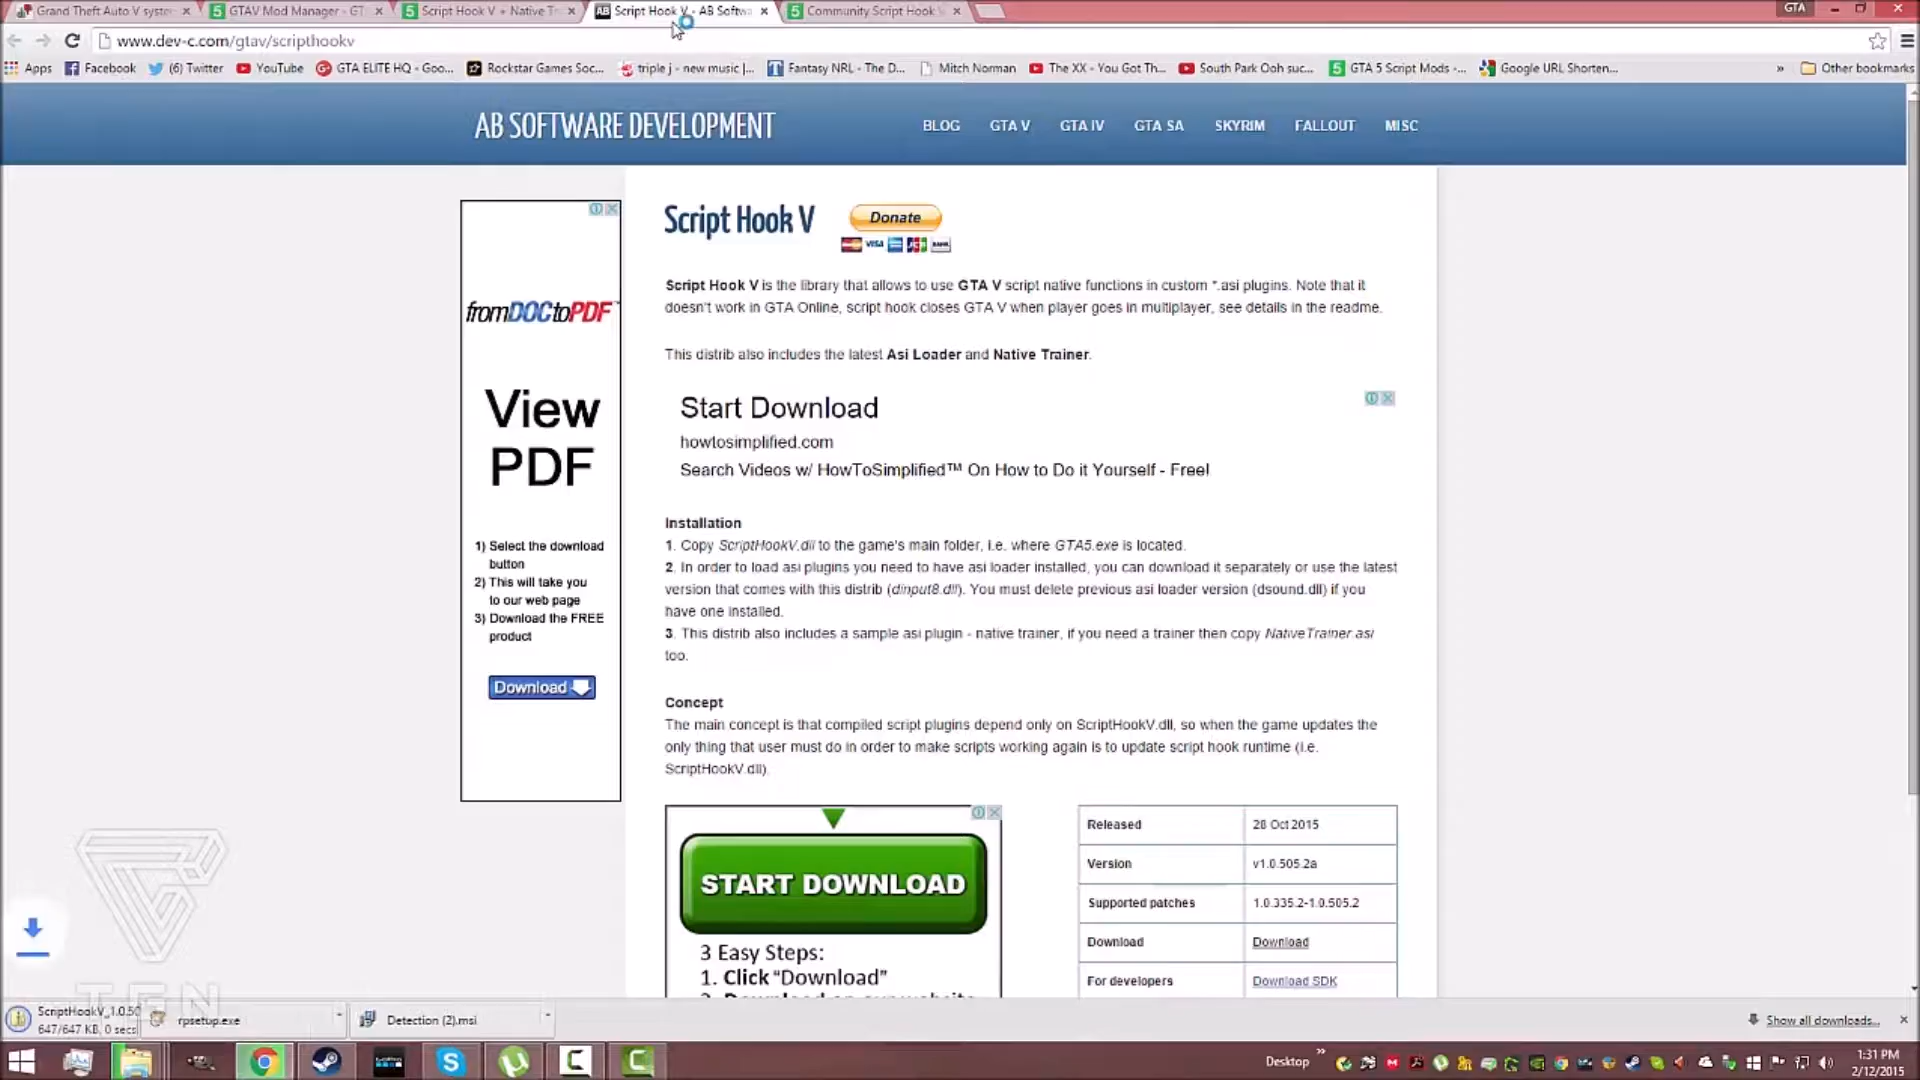 Grand Theft Auto V syster
GTAV Mod Manager - GT
Script Hook V + Native Tr
AB Script Hook V - AB Softwa
Community Script Hook
GTA
www.dev-c.com/gtav/scripthookv
Apps
Facebook
(6) Twitter
YouTube
GTA ELITE HQ - Goo...
Rockstar Games Soc...
triple j - new music |...
Fantasy NRL - The D...
Mitch Norman
The XX - You Got Th...
South Park Ooh suc...
GTA 5 Script Mods -...
Google URL Shorten...
»
Other bookmarks
AB SOFTWARE DEVELOPMENT
BLOG GTA V GTA IV GTA SA SKYRIM FALLOUT MISC
fromDOCtoPDF™
View
PDF
1) Select the download
button
2) This will take you
to our web page
3) Download the FREE
product
Download
Script Hook V
Donate
VISA
BANK
Script Hook V is the library that allows to use GTA V script native functions in custom *.asi plugins. Note that it
doesn't work in GTA Online, script hook closes GTA V when player goes in multiplayer, see details in the readme.
This distrib also includes the latest Asi Loader and Native Trainer.
Start Download
howtosimplified.com
Search Videos w/ HowToSimplified™ On How to Do it Yourself - Free!
Installation
1. Copy ScriptHookV.dll to the game's main folder, i.e. where GTA5.exe is located.
2. In order to load asi plugins you need to have asi loader installed, you can download it separately or use the latest
version that comes with this distrib (dinput8.dll). You must delete previous asi loader version (dsound.dll) if you
have one installed.
3. This distrib also includes a sample asi plugin - native trainer, if you need a trainer then copy NativeTrainer.asi
too.
Concept
The main concept is that compiled script plugins depend only on ScriptHookV.dll, so when the game updates the
only thing that user must do in order to make scripts working again is to update script hook runtime (i.e.
ScriptHookV.dll).
START DOWNLOAD
3 Easy Steps:
1. Click “Download”
Released 28 Oct 2015
Version v1.0.505.2a
Supported patches 1.0.335.2-1.0.505.2
Download Download
For developers Download SDK
TGN
ScriptHookV_1.0.50
647/647 KB, 0 secs
rpsetup.exe
Detection (2).msi
Show all downloads...
Desktop
»
1:31 PM
2/12/2015